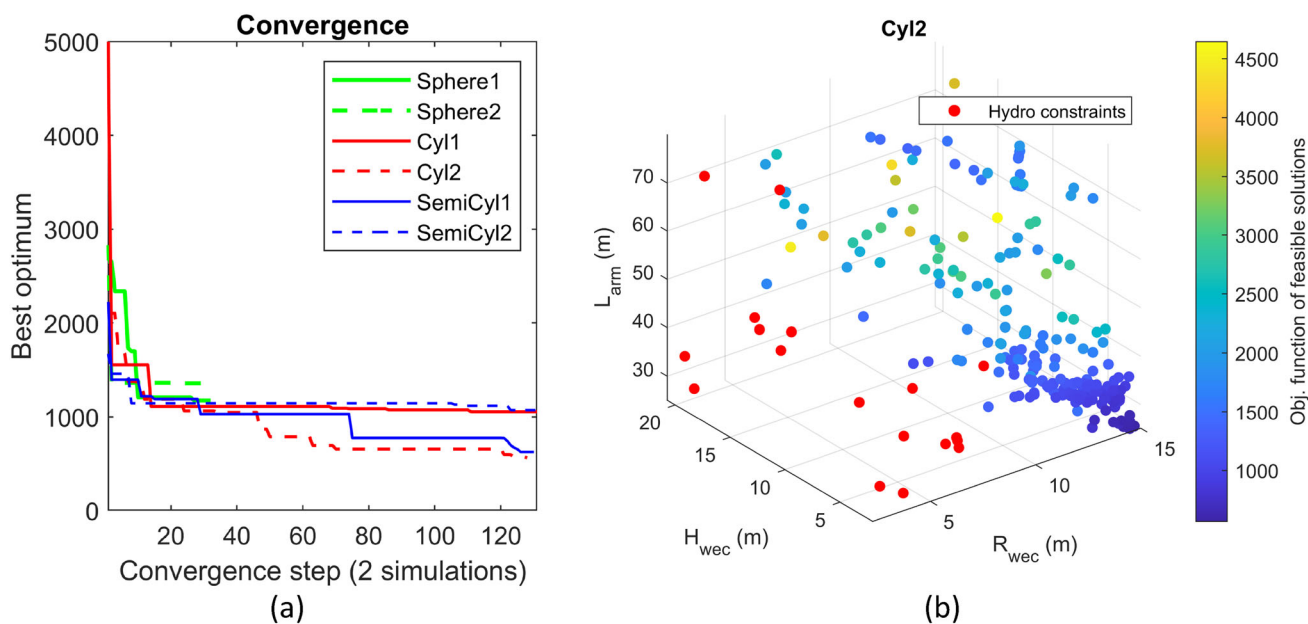 Convergence
Best optimum
5000
4000
3000
2000
1000
0
20
40
60
80
100
120
Convergence step (2 simulations)
Sphere1
Sphere2
Cyl1
Cyl2
SemiCyl1
SemiCyl2
(a)
Cyl2
Hydro constraints
L_arm (m)
70
60
50
40
30
20
15
10
5
H_wec (m)
5
10
15
R_wec (m)
4500
4000
3500
3000
2500
2000
1500
1000
Obj. function of feasible solutions
(b)